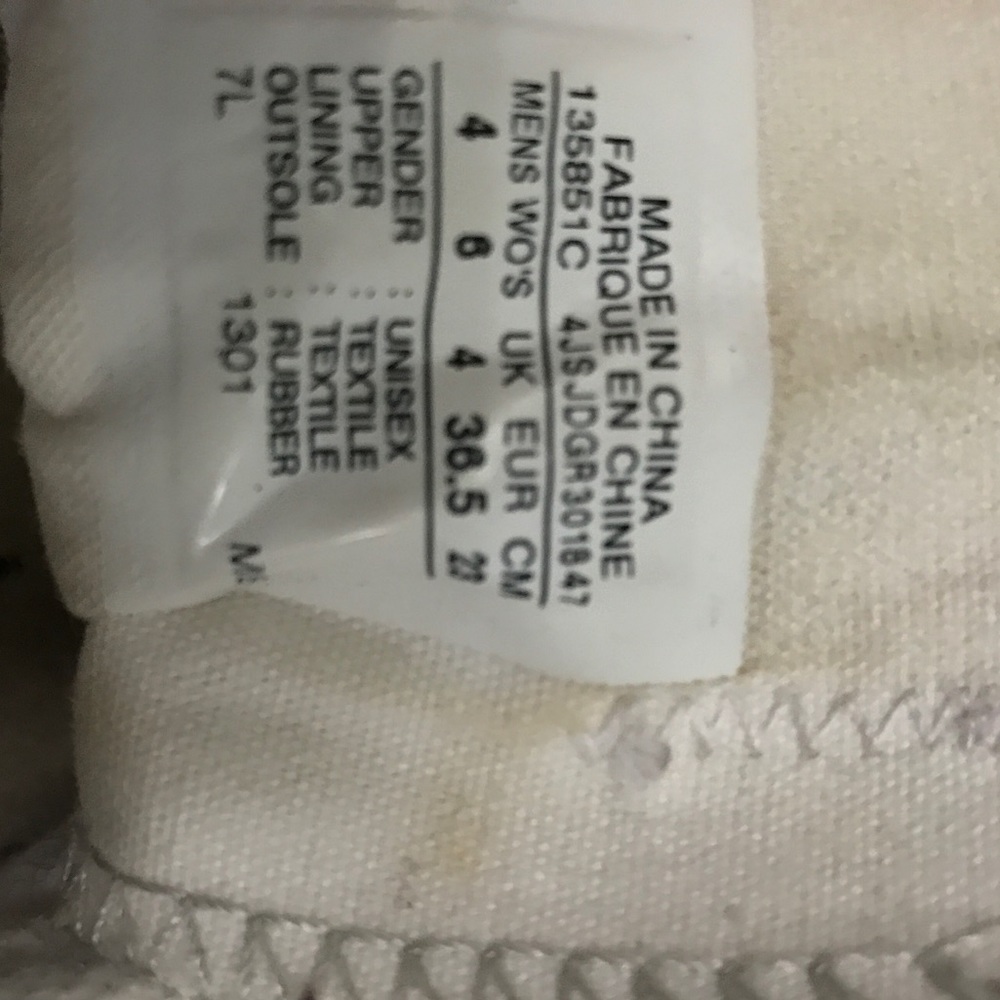 MADE IN CHINA
FABRIQUE EN CHINE
135851C 4JSJDGR301847
MENS WO'S UK EUR CM
4 6 4 36.5 23
GENDER : UNISEX
UPPER : TEXTILE
LINING : TEXTILE
OUTSOLE : RUBBER
7L 1301